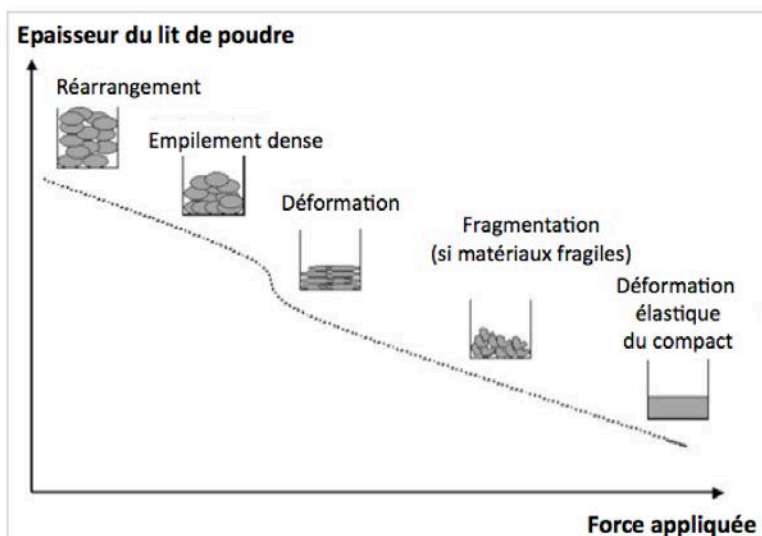 Epaisseur du lit de poudre
Réarrangement
Empilement dense
Déformation
Fragmentation
(si matériaux fragiles)
Déformation
élastique
du compact
Force appliquée